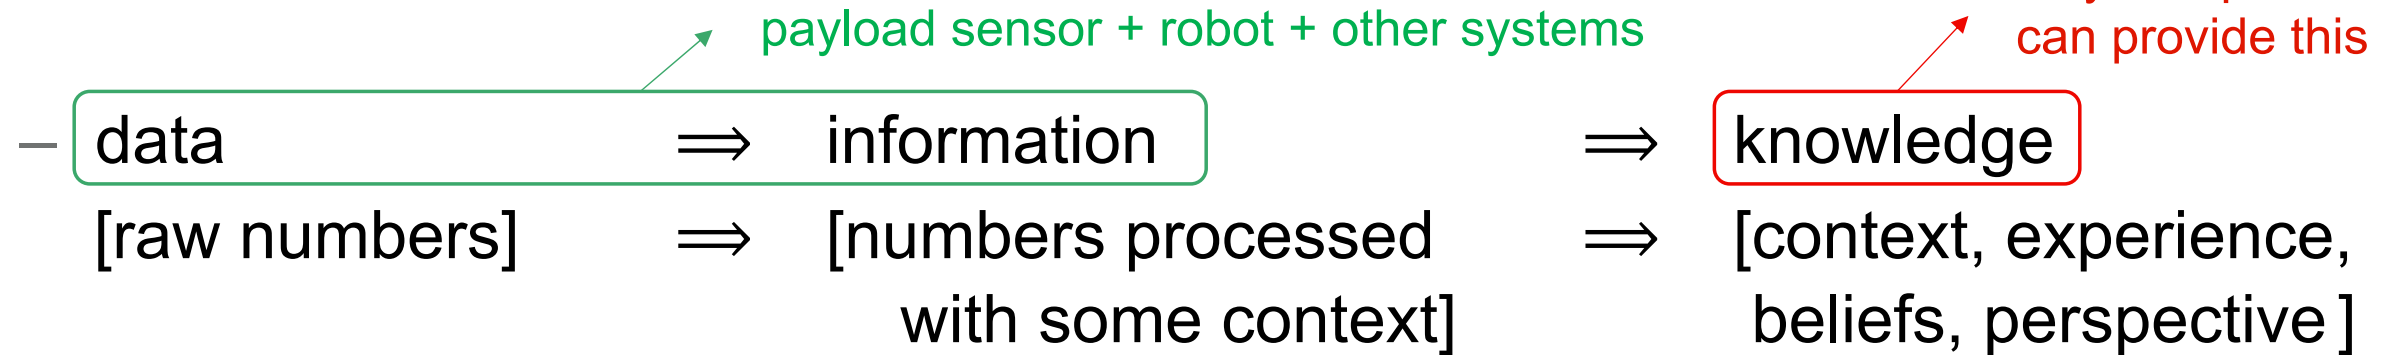 payload sensor + robot + other systems
can provide this
– data ⟹ information ⟹ knowledge
[raw numbers] ⟹ [numbers processed ⟹ [context, experience,
with some context] beliefs, perspective]